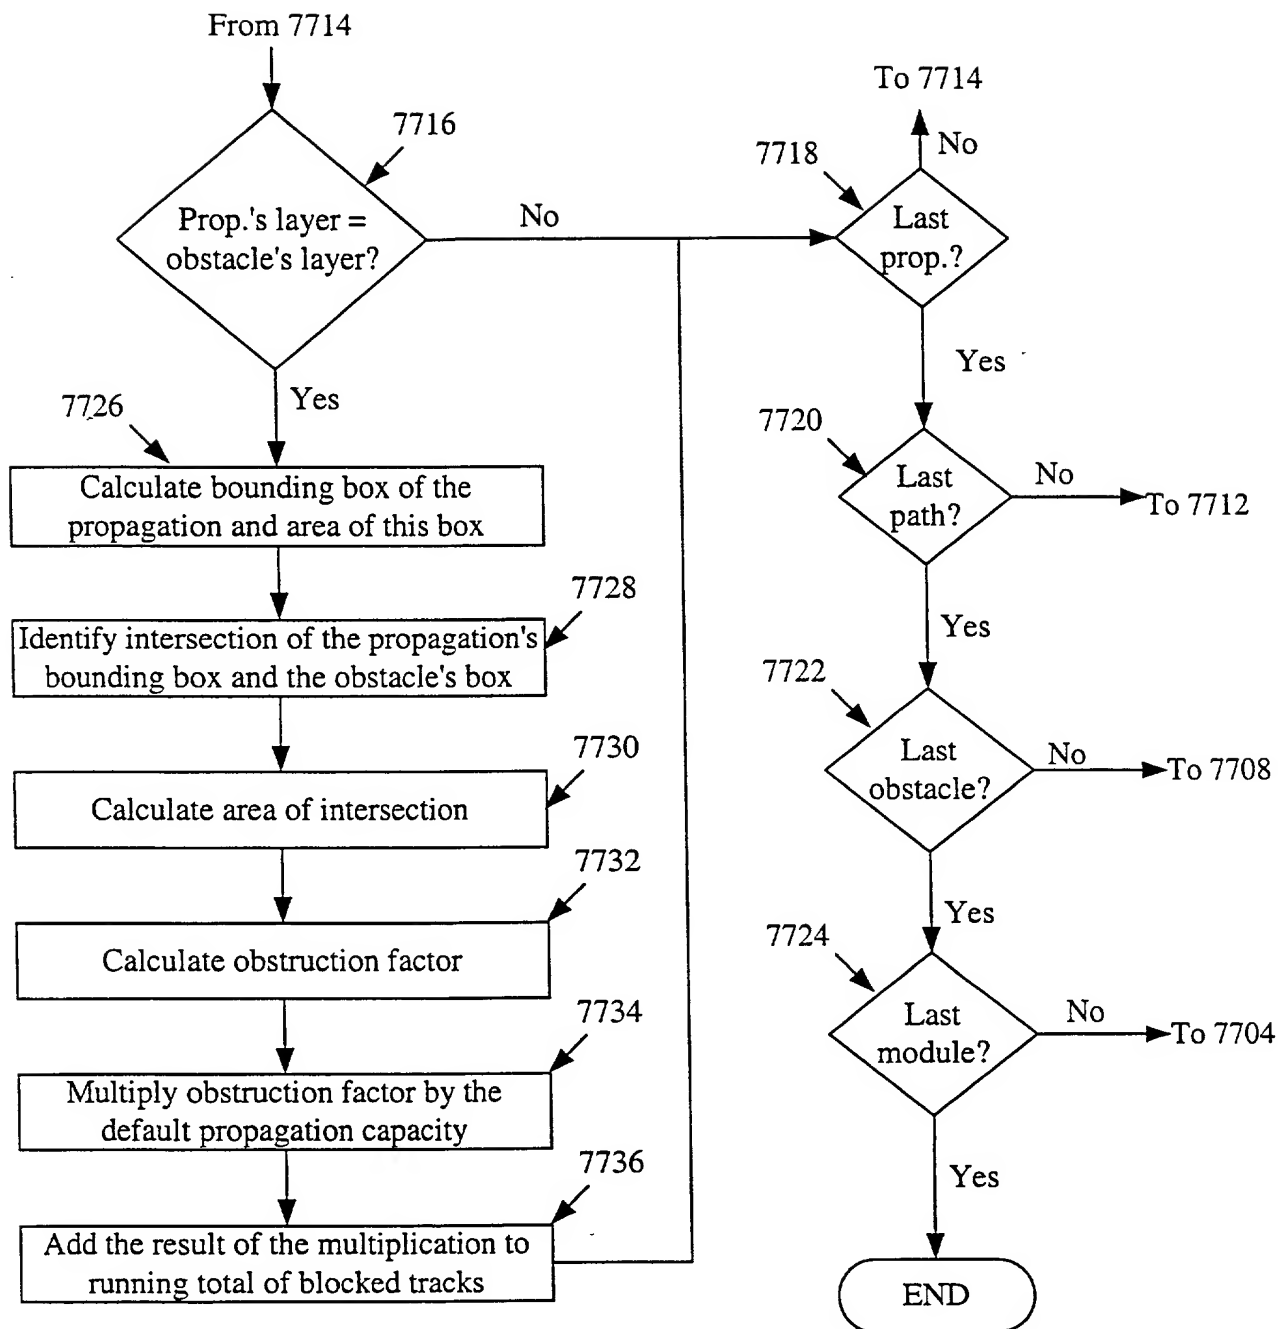 From 7714
7716
Prop.'s layer =
obstacle's layer?
No
Yes
7726
Calculate bounding box of the
propagation and area of this box
7728
Identify intersection of the propagation's
bounding box and the obstacle's box
7730
Calculate area of intersection
7732
Calculate obstruction factor
7734
Multiply obstruction factor by the
default propagation capacity
7736
Add the result of the multiplication to
running total of blocked tracks
To 7714
No
7718
Last
prop.?
Yes
7720
Last
path?
No
To 7712
Yes
7722
Last
obstacle?
No
To 7708
Yes
7724
Last
module?
No
To 7704
Yes
END